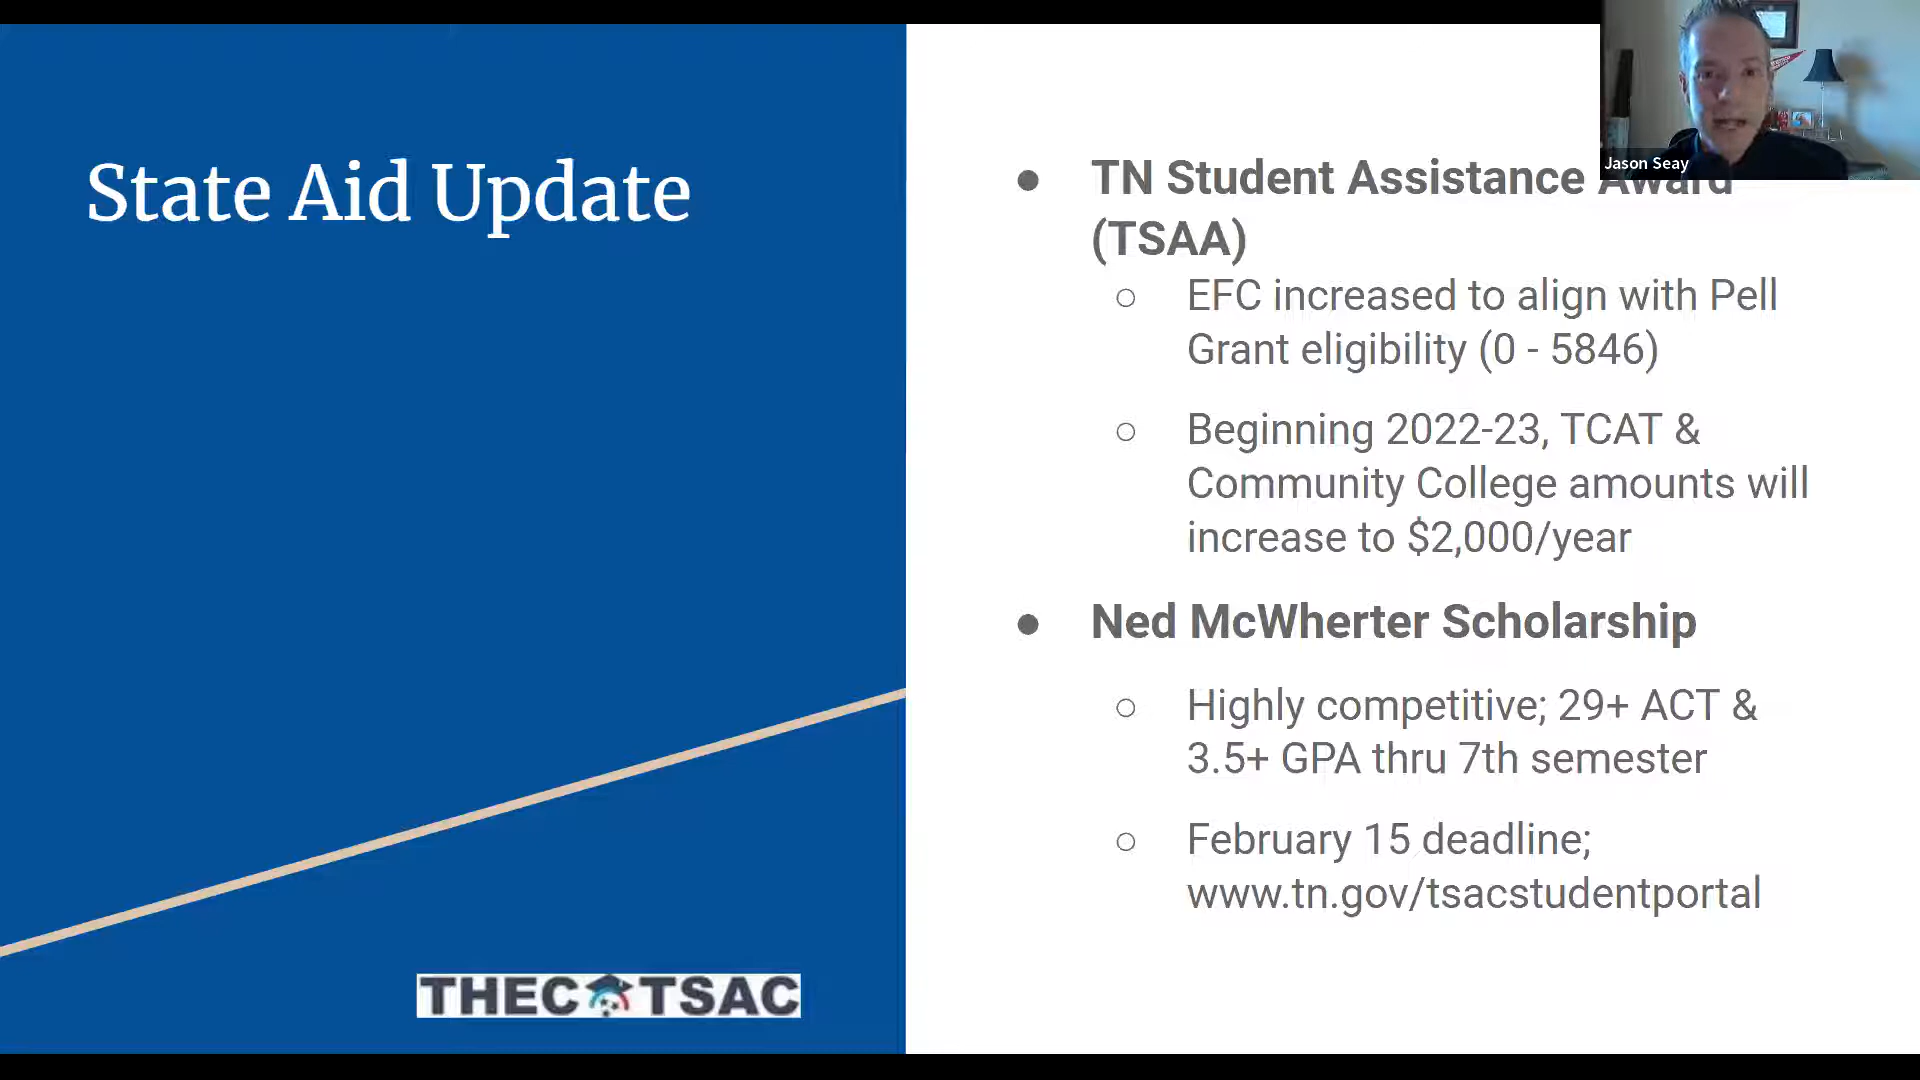 State Aid Update
Jason Seay
● TN Student Assistance Award
(TSAA)
○ EFC increased to align with Pell
Grant eligibility (0 - 5846)
○ Beginning 2022-23, TCAT &
Community College amounts will
increase to $2,000/year
● Ned McWherter Scholarship
○ Highly competitive; 29+ ACT &
3.5+ GPA thru 7th semester
○ February 15 deadline;
www.tn.gov/tsacstudentportal
THEC TSAC